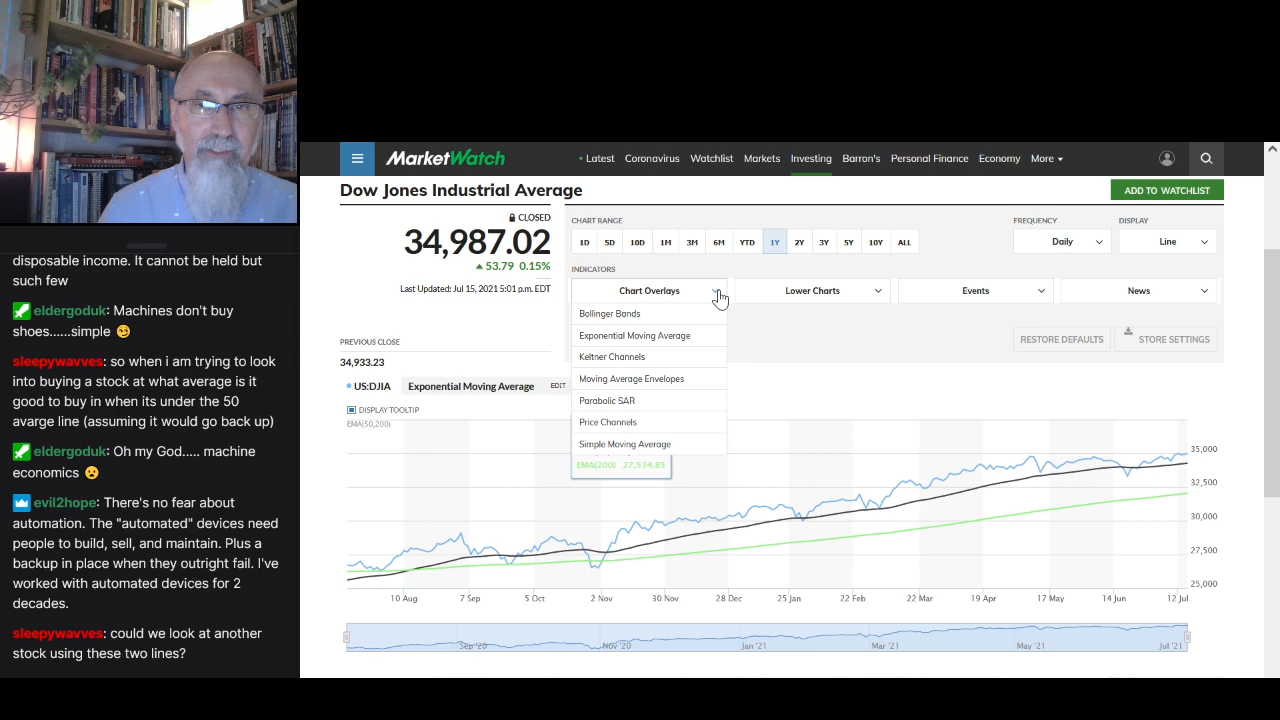 disposable income. It cannot be held but
such few
eldergoduk: Machines don't buy
shoes......simple 😏
sleepywavves: so when i am trying to look
into buying a stock at what average is it
good to buy in when its under the 50
avarge line (assuming it would go back up)
eldergoduk: Oh my God..... machine
economics 😦
evil2hope: There's no fear about
automation. The "automated" devices need
people to build, sell, and maintain. Plus a
backup in place when they outright fail. I've
worked with automated devices for 2
decades.
sleepywavves: could we look at another
stock using these two lines?
MarketWatch
Latest Coronavirus Watchlist Markets Investing Barron's Personal Finance Economy More
Dow Jones Industrial Average
ADD TO WATCHLIST
CLOSED
34,987.02
53.79 0.15%
Last Updated: Jul 15, 2021 5:01 p.m. EDT
PREVIOUS CLOSE
34,933.23
CHART RANGE
1D 5D 10D 1M 3M 6M YTD 1Y 2Y 3Y 5Y 10Y ALL
FREQUENCY
Daily
DISPLAY
Line
INDICATORS
Chart Overlays
Lower Charts
Events
News
Bollinger Bands
Exponential Moving Average
Keltner Channels
Moving Average Envelopes
Parabolic SAR
Price Channels
Simple Moving Average
RESTORE DEFAULTS
STORE SETTINGS
US:DJIA
Exponential Moving Average EDIT
DISPLAY TOOLTIP
EMA(50,200)
EMA(200) 27,534.85
35,000
32,500
30,000
27,500
25,000
10 Aug 7 Sep 5 Oct 2 Nov 30 Nov 28 Dec 25 Jan 22 Feb 22 Mar 19 Apr 17 May 14 Jun 12 Jul
Sep '20 Nov '20 Jan '21 Mar '21 May '21 Jul '21